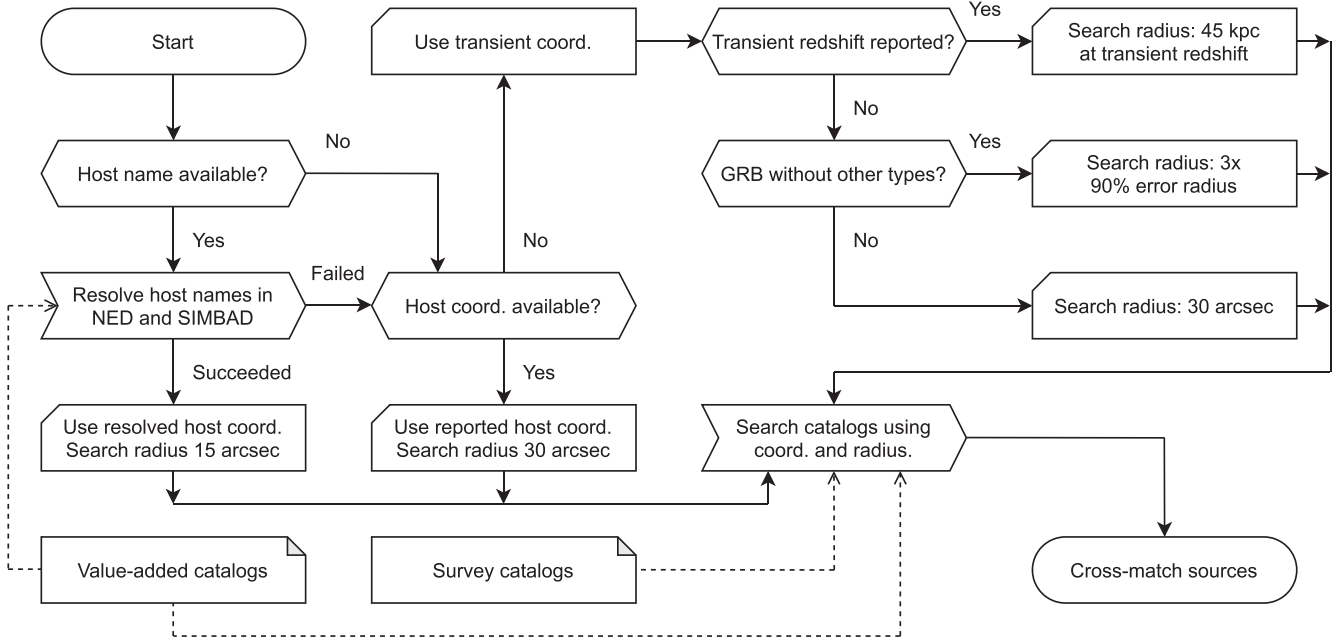 Start
Use transient coord.
Transient redshift reported?
Yes
Search radius: 45 kpc
at transient redshift
No
Host name available?
No
GRB without other types?
Yes
Search radius: 3x
90% error radius
Yes
No
No
Resolve host names in
NED and SIMBAD
Failed
Host coord. available?
Search radius: 30 arcsec
Succeeded
Yes
Use resolved host coord.
Search radius 15 arcsec
Use reported host coord.
Search radius 30 arcsec
Search catalogs using
coord. and radius.
Value-added catalogs
Survey catalogs
Cross-match sources